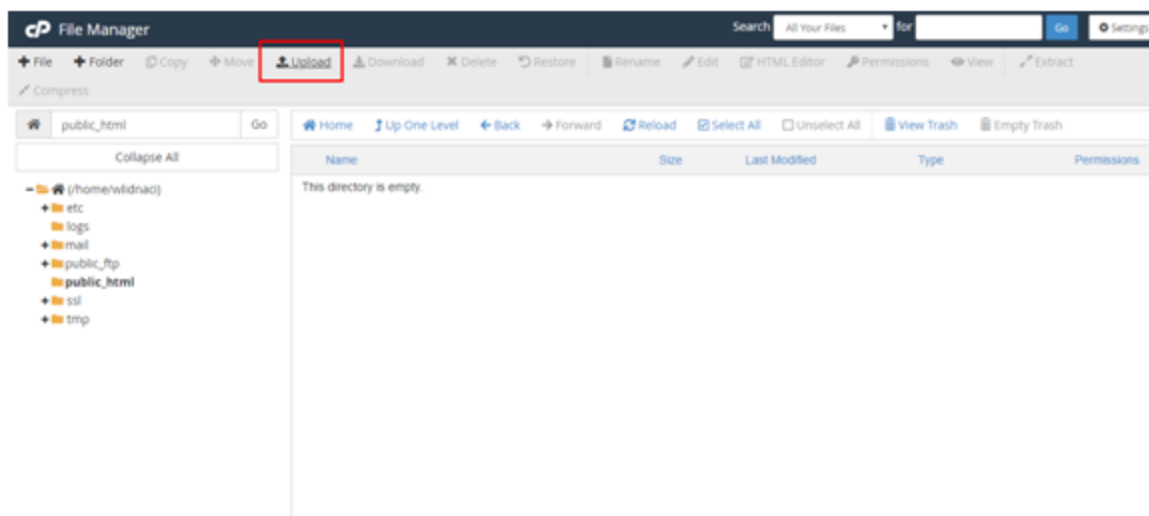 cP File Manager Search All Your Files for Go Settings
File Folder Copy Move Upload Download Delete Restore Rename Edit HTML Editor Permissions View Extract
Compress
public_html Go Home Up One Level Back Forward Reload Select All Unselect All View Trash Empty Trash
Collapse All Name Size Last Modified Type Permissions
(/home/wlidnaci) This directory is empty.
etc
logs
mail
public_ftp
public_html
ssl
tmp